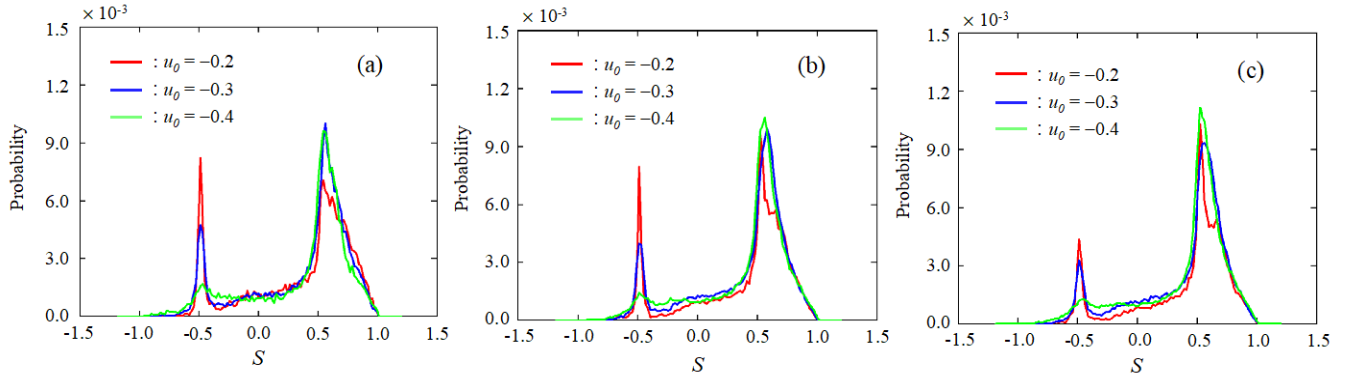 × 10⁻³
1.5
1.2
9.0
6.0
3.0
0.0
Probability
: u₀ = −0.2
: u₀ = −0.3
: u₀ = −0.4
(a)
-1.5 -1.0 -0.5 0.0 0.5 1.0 1.5
S
× 10⁻³
1.5
1.2
9.0
6.0
3.0
0.0
Probability
: u₀ = −0.2
: u₀ = −0.3
: u₀ = −0.4
(b)
-1.5 -1.0 -0.5 0.0 0.5 1.0 1.5
S
× 10⁻³
1.5
1.2
9.0
6.0
3.0
0.0
Probability
: u₀ = −0.2
: u₀ = −0.3
: u₀ = −0.4
(c)
-1.5 -1.0 -0.5 0.0 0.5 1.0 1.5
S